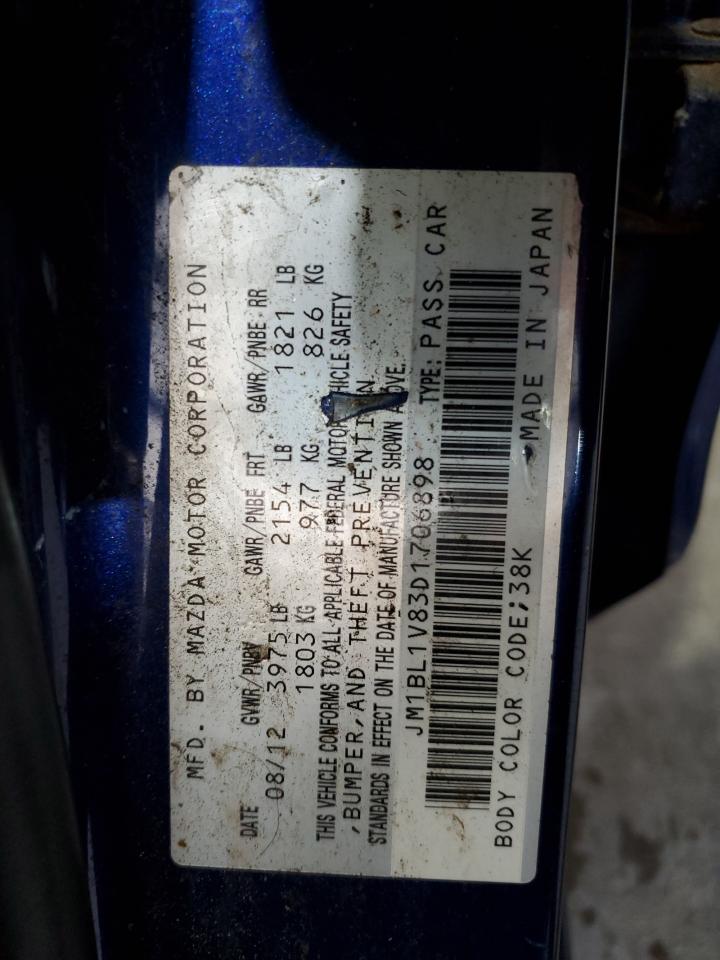 MFD. BY MAZDA MOTOR CORPORATION
DATE GVWR/PNBV GAWR/PNBE FRT GAWR/PNBE RR
08/12 3975 LB 2154 LB 1821 LB
1803 KG 977 KG 826 KG
THIS VEHICLE CONFORMS TO ALL APPLICABLE FEDERAL MOTOR VEHICLE SAFETY
,BUMPER,AND THEFT PREVENTION
STANDARDS IN EFFECT ON THE DATE OF MANUFACTURE SHOWN ABOVE.
JM1BL1V83D1706898 TYPE: PASS CAR
BODY COLOR CODE;38K MADE IN JAPAN